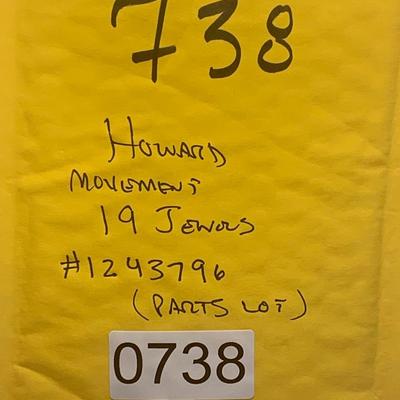 738
Howard
MOVEMENT
19 Jewels
#1243796
(PARTS LOT)
0738